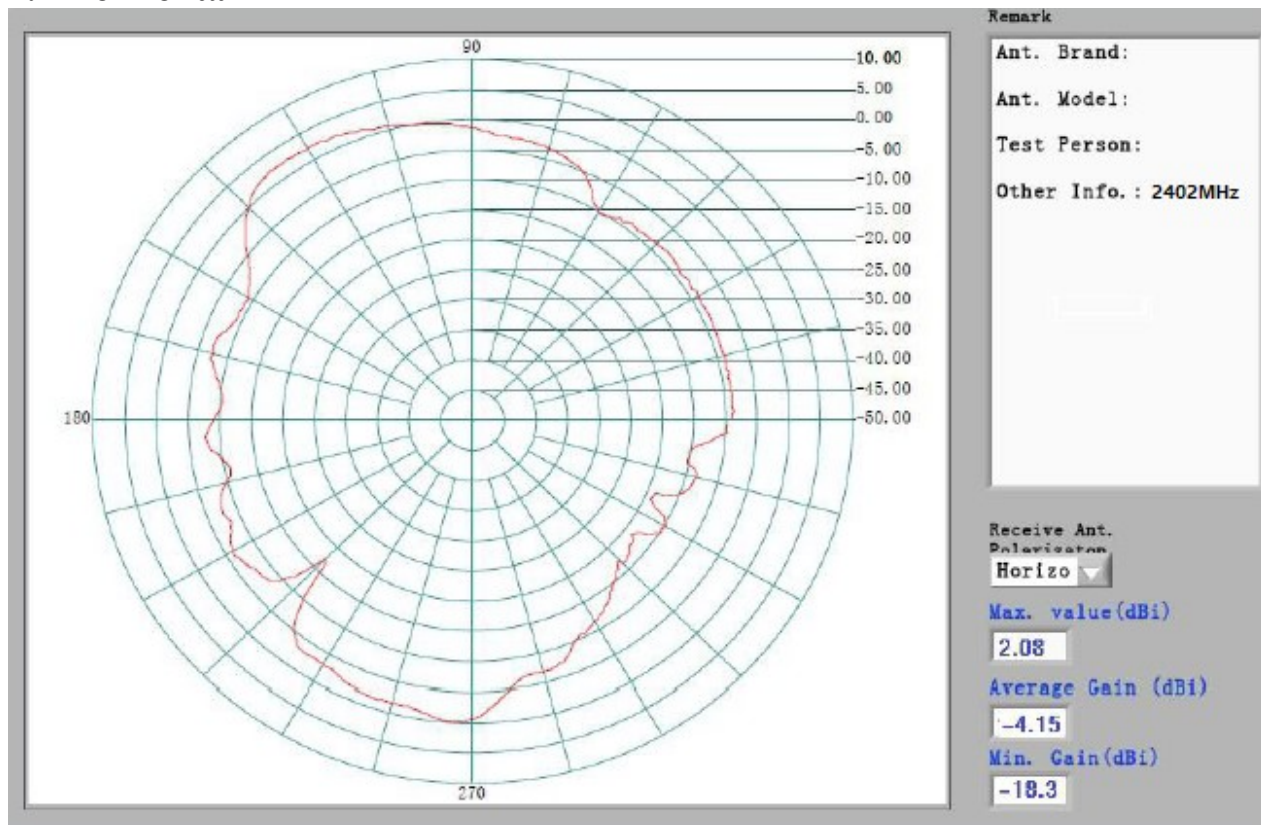 Remark
90
10.00
5.00
0.00
-5.00
-10.00
-15.00
-20.00
-25.00
-30.00
-35.00
-40.00
-45.00
-50.00
180
270
Ant. Brand:
Ant. Model:
Test Person:
Other Info.: 2402MHz
Receive Ant.
Polarizaton
Horizo
Max. value(dBi)
2.08
Average Gain (dBi)
-4.15
Min. Gain(dBi)
-18.3